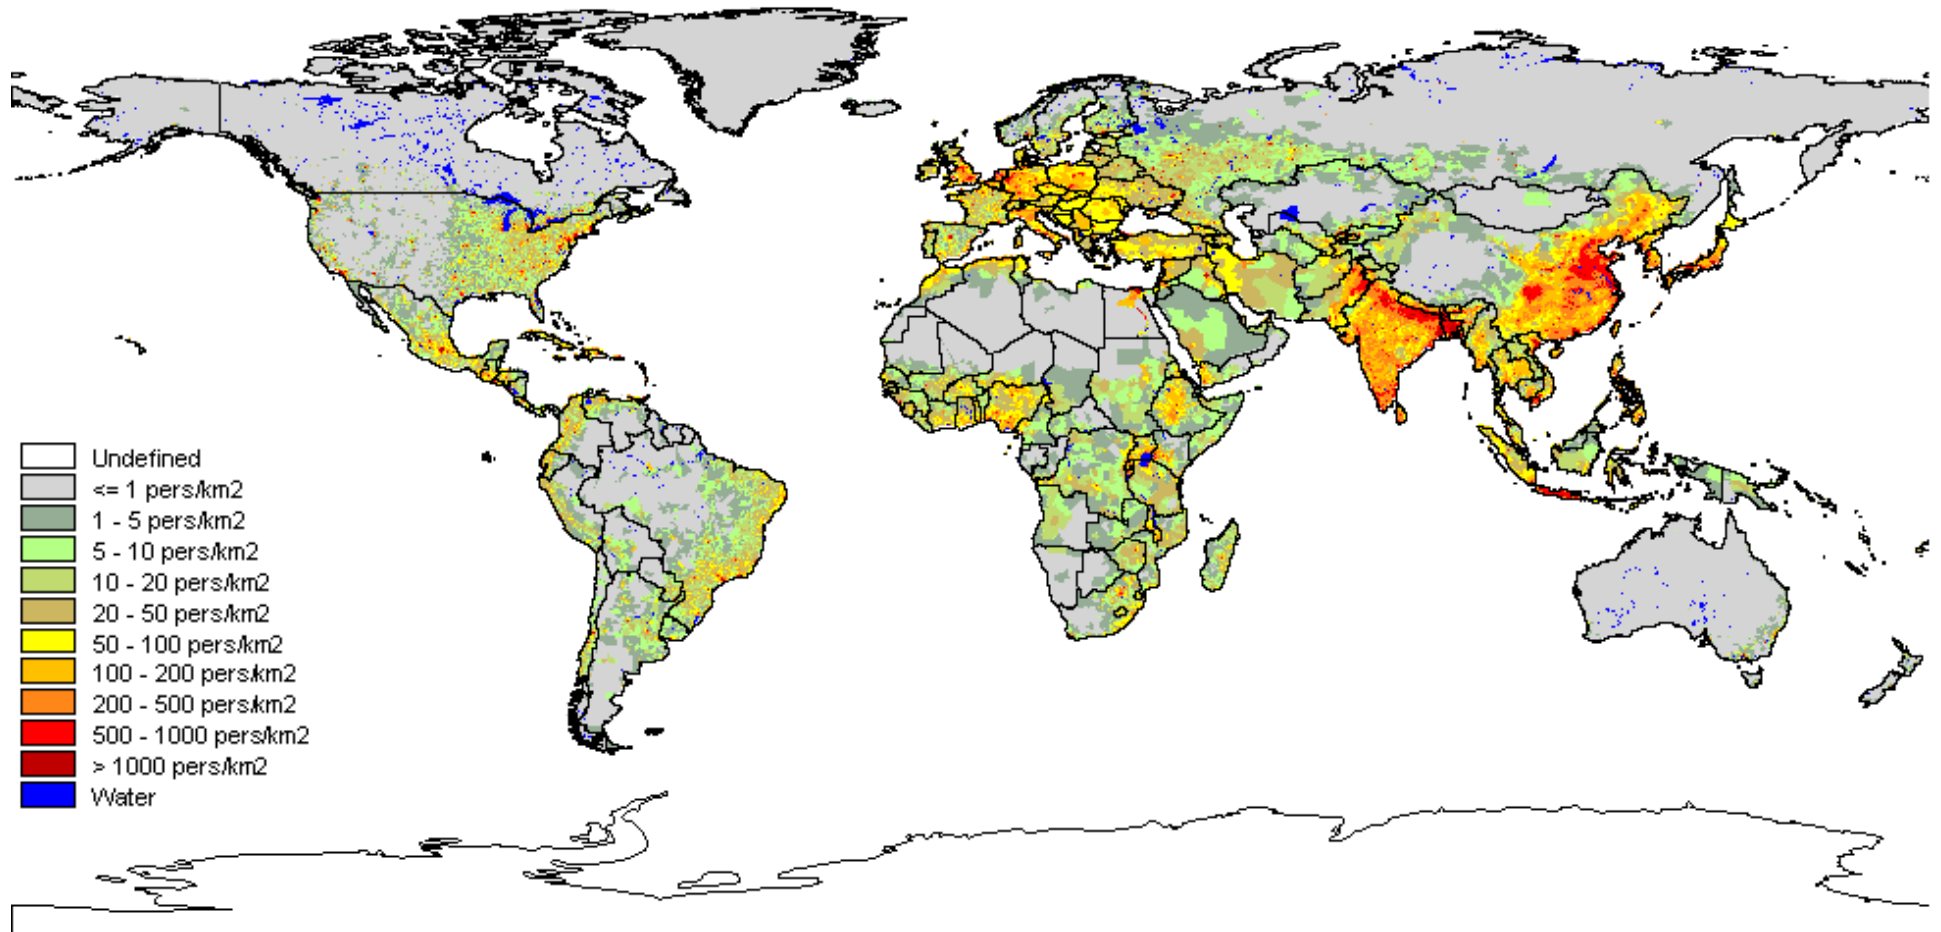 Undefined
<= 1 pers/km2
1 - 5 pers/km2
5 - 10 pers/km2
10 - 20 pers/km2
20 - 50 pers/km2
50 - 100 pers/km2
100 - 200 pers/km2
200 - 500 pers/km2
500 - 1000 pers/km2
> 1000 pers/km2
Water